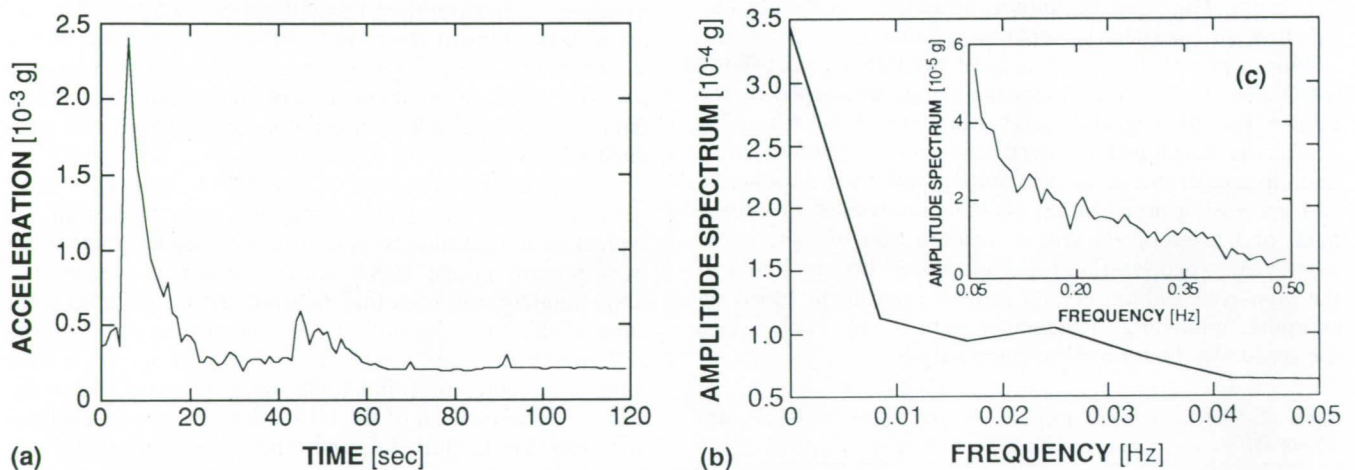 2.5
2.0
1.5
1.0
0.5
0
ACCELERATION [10-3 g]
0 20 40 60 80 100 120
TIME [sec]
(a)
3.5
3.0
2.5
2.0
1.5
1.0
0.5
AMPLITUDE SPECTRUM [10-4 g]
0 0.01 0.02 0.03 0.04 0.05
FREQUENCY [Hz]
(b)
6
4
2
0
AMPLITUDE SPECTRUM [10-5 g]
(c)
0.05 0.20 0.35 0.50
FREQUENCY [Hz]